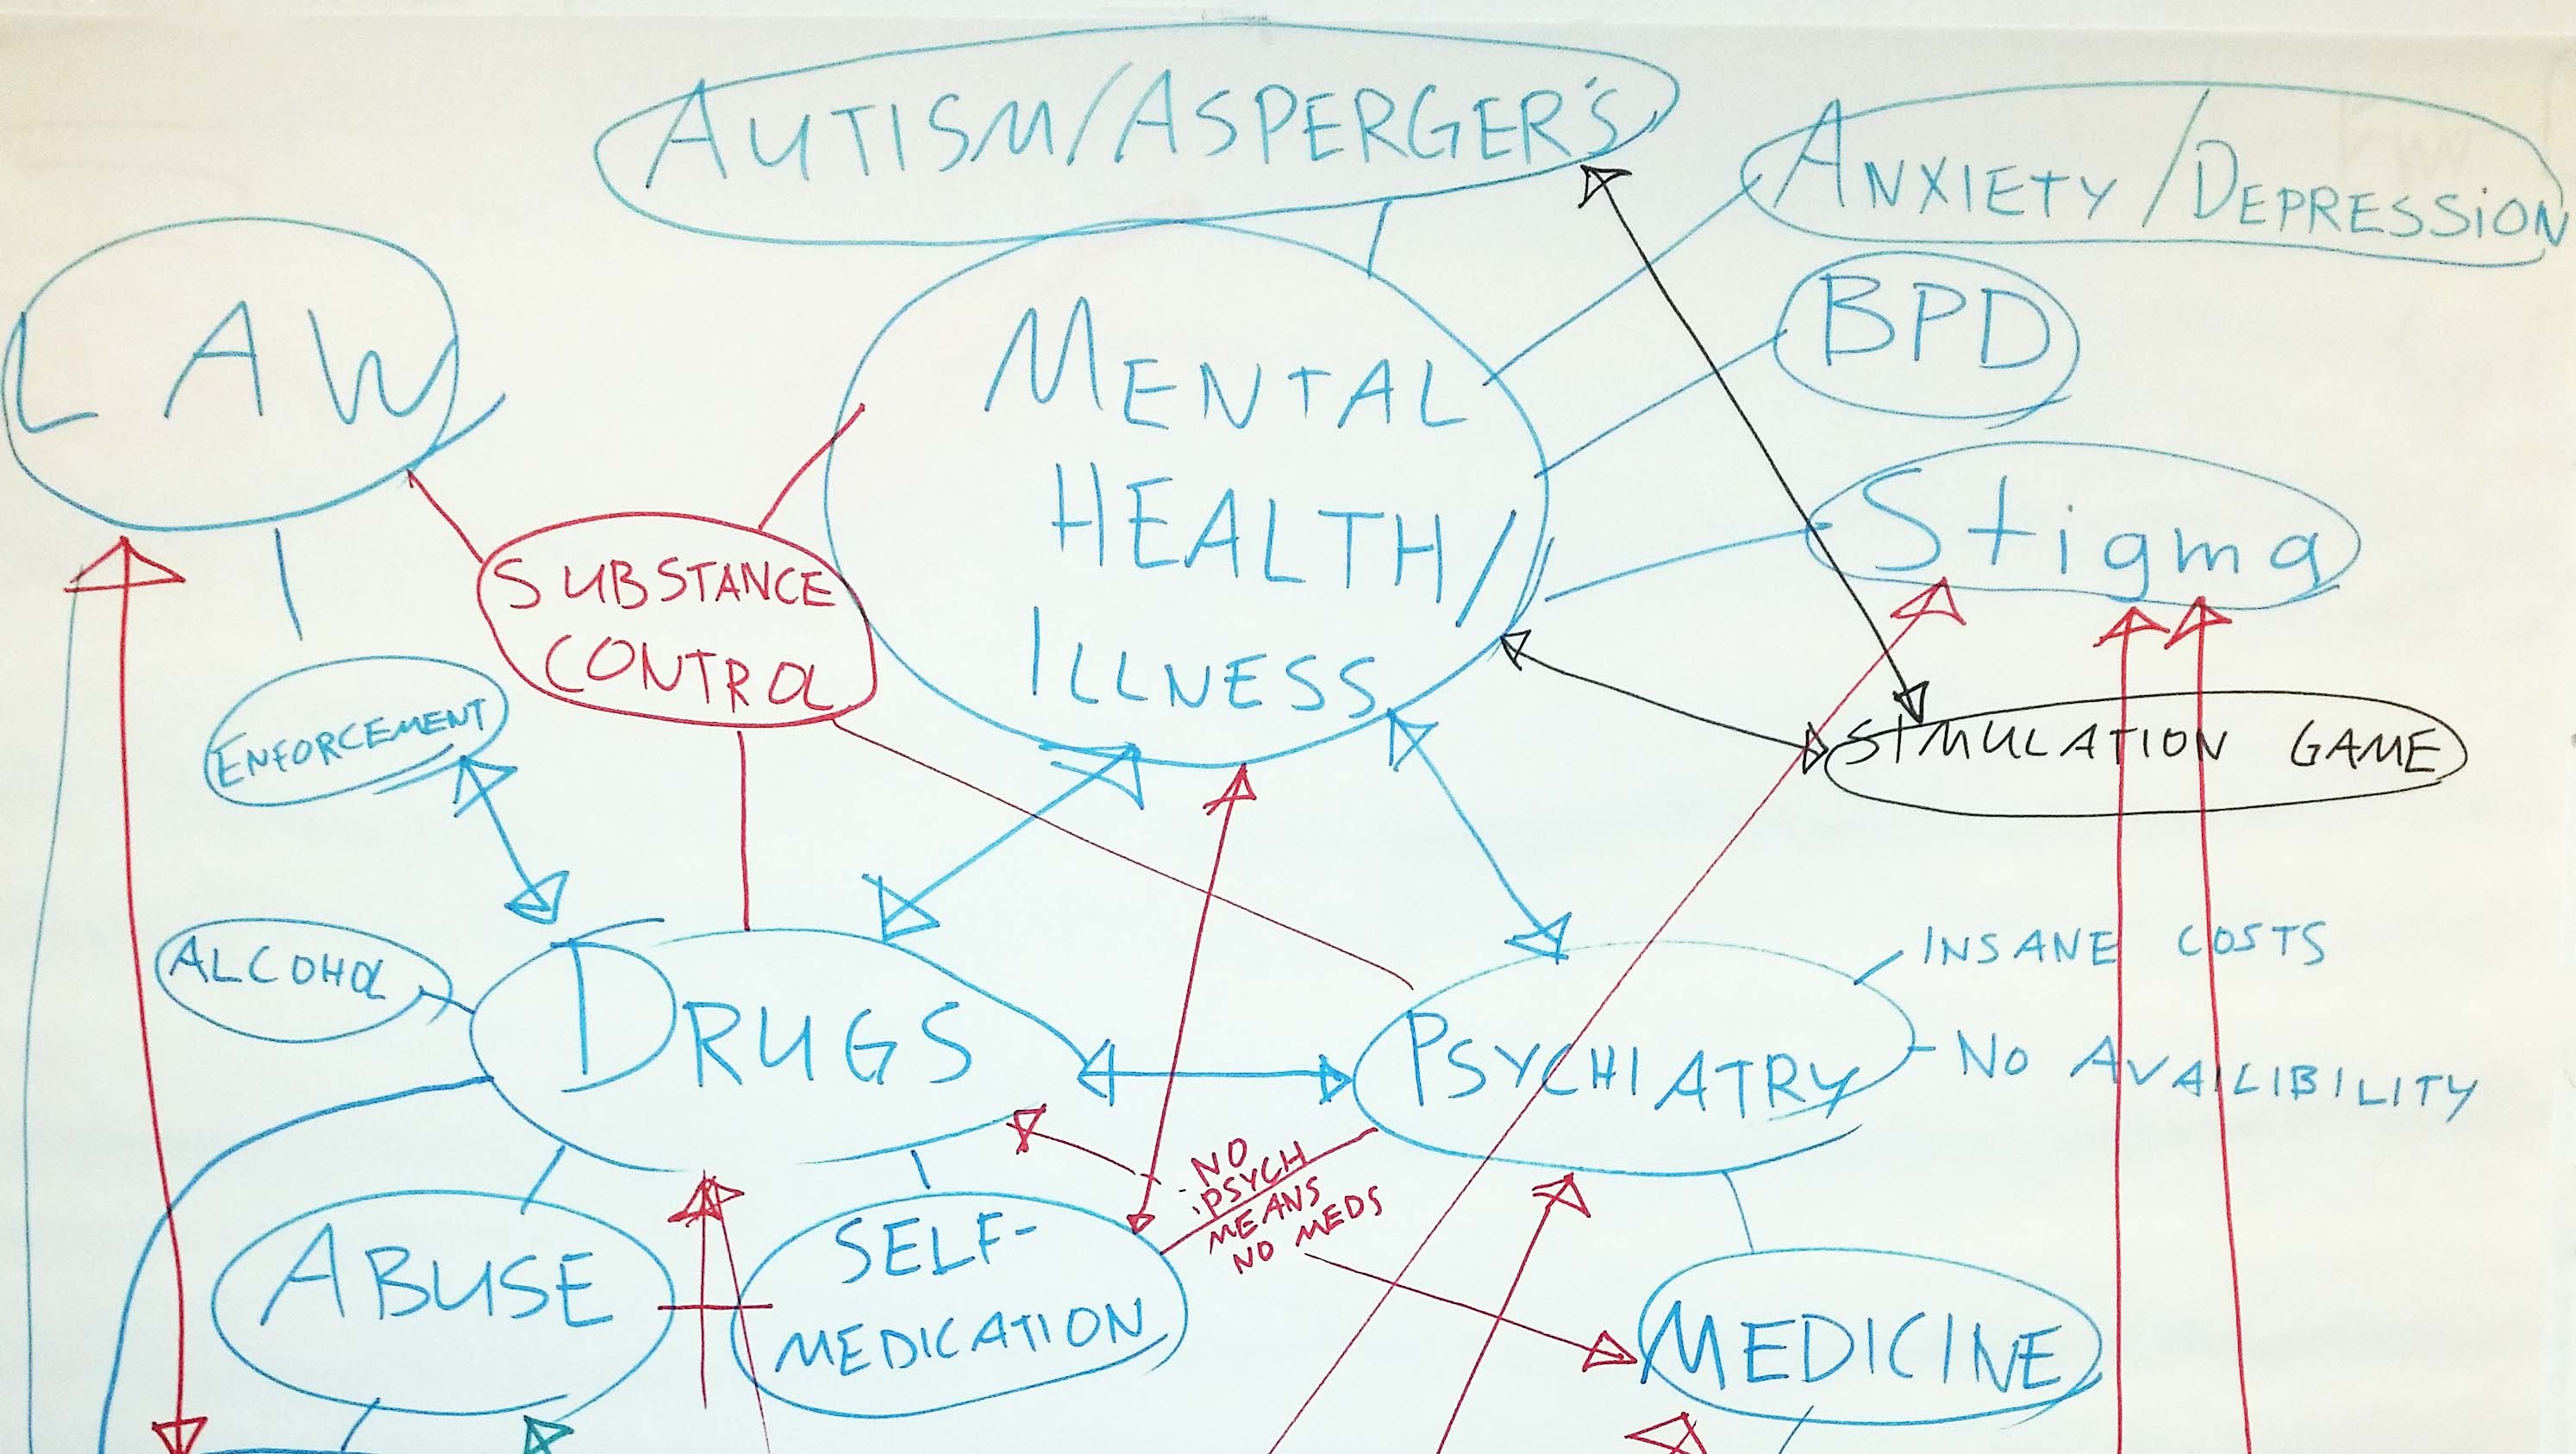 AUTISM/ASPERGER'S
ANXIETY/DEPRESSION
LAW
BPD
MENTAL
HEALTH/
ILLNESS
Stigma
SUBSTANCE
CONTROL
ENFORCEMENT
SIMULATION GAME
ALCOHOL
INSANE COSTS
DRUGS
PSYCHIATRY
NO AVAILIBILITY
NO
PSYCH
MEANS
NO MEDS
ABUSE
SELF-
MEDICATION
MEDICINE